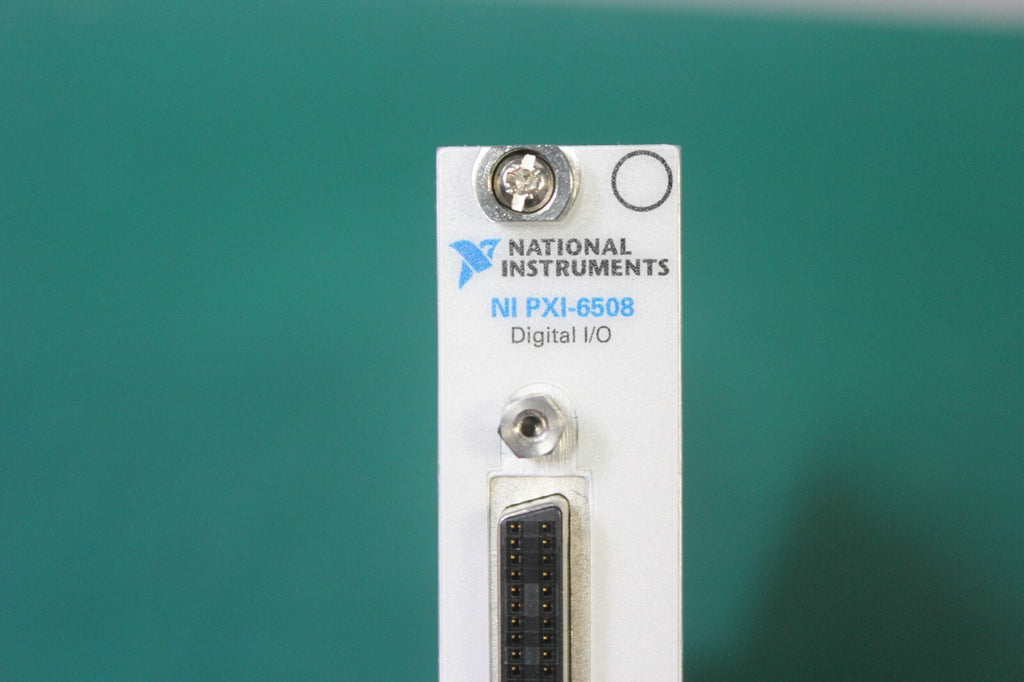 NATIONAL
INSTRUMENTS
NI PXI-6508
Digital I/O